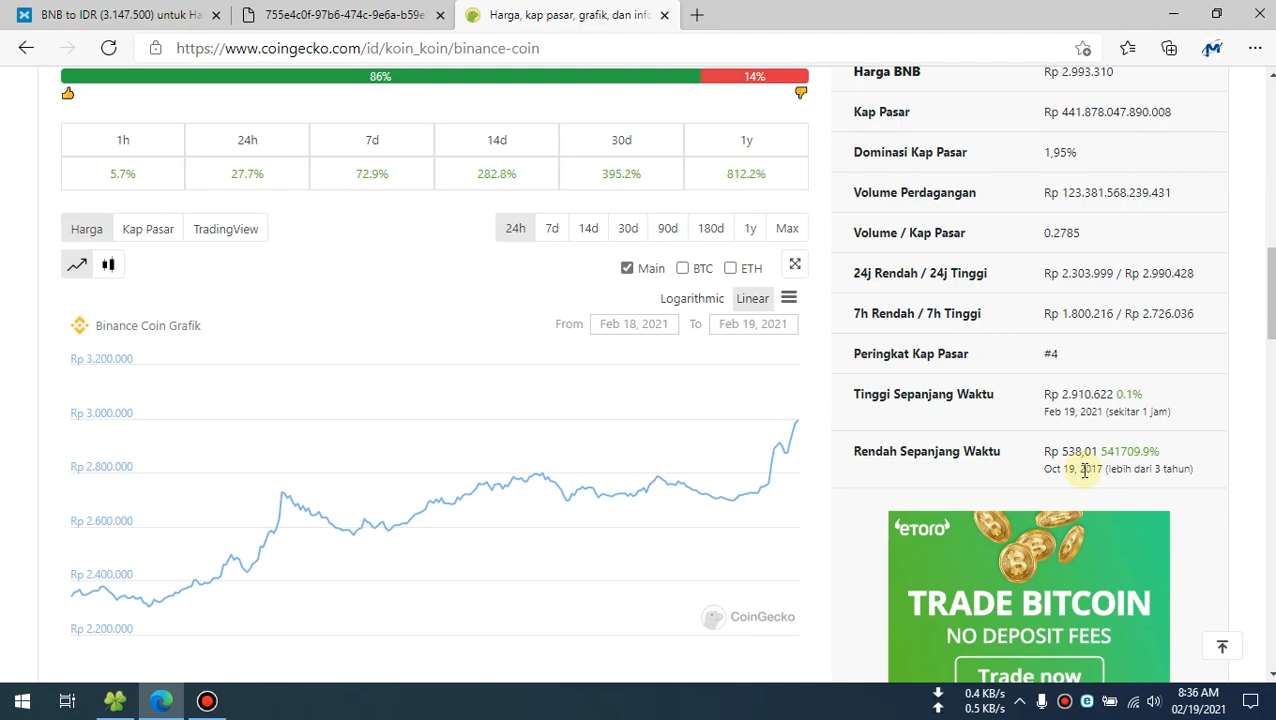 BNB to IDR (3.147.500) untuk Ha
755e4c0f-97b6-474c-9e6a-b59e
Harga, kap pasar, grafik, dan info
https://www.coingecko.com/id/koin_koin/binance-coin
86%
14%
1h 24h 7d 14d 30d 1y
5.7% 27.7% 72.9% 282.8% 395.2% 812.2%
Harga Kap Pasar TradingView
24h 7d 14d 30d 90d 180d 1y Max
Main BTC ETH
Logarithmic Linear
Binance Coin Grafik
From Feb 18, 2021 To Feb 19, 2021
Rp 3.200.000
Rp 3.000.000
Rp 2.800.000
Rp 2.600.000
Rp 2.400.000
Rp 2.200.000
CoinGecko
Harga BNB Rp 2.993.310
Kap Pasar Rp 441.878.047.890.008
Dominasi Kap Pasar 1,95%
Volume Perdagangan Rp 123.381.568.239.431
Volume / Kap Pasar 0.2785
24j Rendah / 24j Tinggi Rp 2.303.999 / Rp 2.990.428
7h Rendah / 7h Tinggi Rp 1.800.216 / Rp 2.726.036
Peringkat Kap Pasar #4
Tinggi Sepanjang Waktu Rp 2.910.622 0.1%
Feb 19, 2021 (sekitar 1 jam)
Rendah Sepanjang Waktu Rp 538,01 541709.9%
Oct 19, 2017 (lebih dari 3 tahun)
eToro
TRADE BITCOIN
NO DEPOSIT FEES
Trade now
0.4 KB/s
0.5 KB/s
8:36 AM
02/19/2021